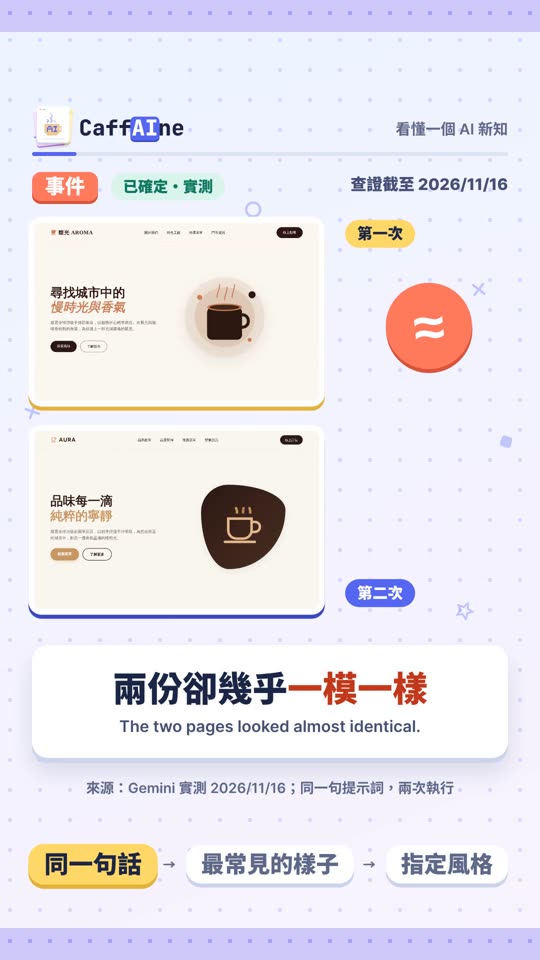 AI
CaffAIne
看懂一個 AI 新知
事件
已確定・實測
查證截至 2026/11/16
第一次
AROMA
尋找城市中的
慢時光與香氣
≈
AURA
品味每一滴
純粹的寧靜
了解更多
第二次
兩份卻幾乎一模一樣
The two pages looked almost identical.
來源：Gemini 實測 2026/11/16；同一句提示詞，兩次執行
同一句話 → 最常見的樣子 → 指定風格